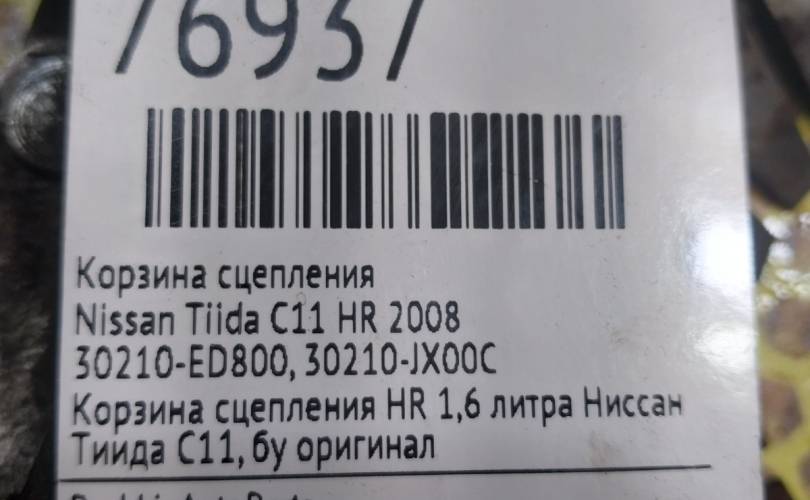 76937
Корзина сцепления
Nissan Tiida C11 HR 2008
30210-ED800, 30210-JX00C
Корзина сцепления HR 1,6 литра Ниссан
Тиида С11, бу оригинал